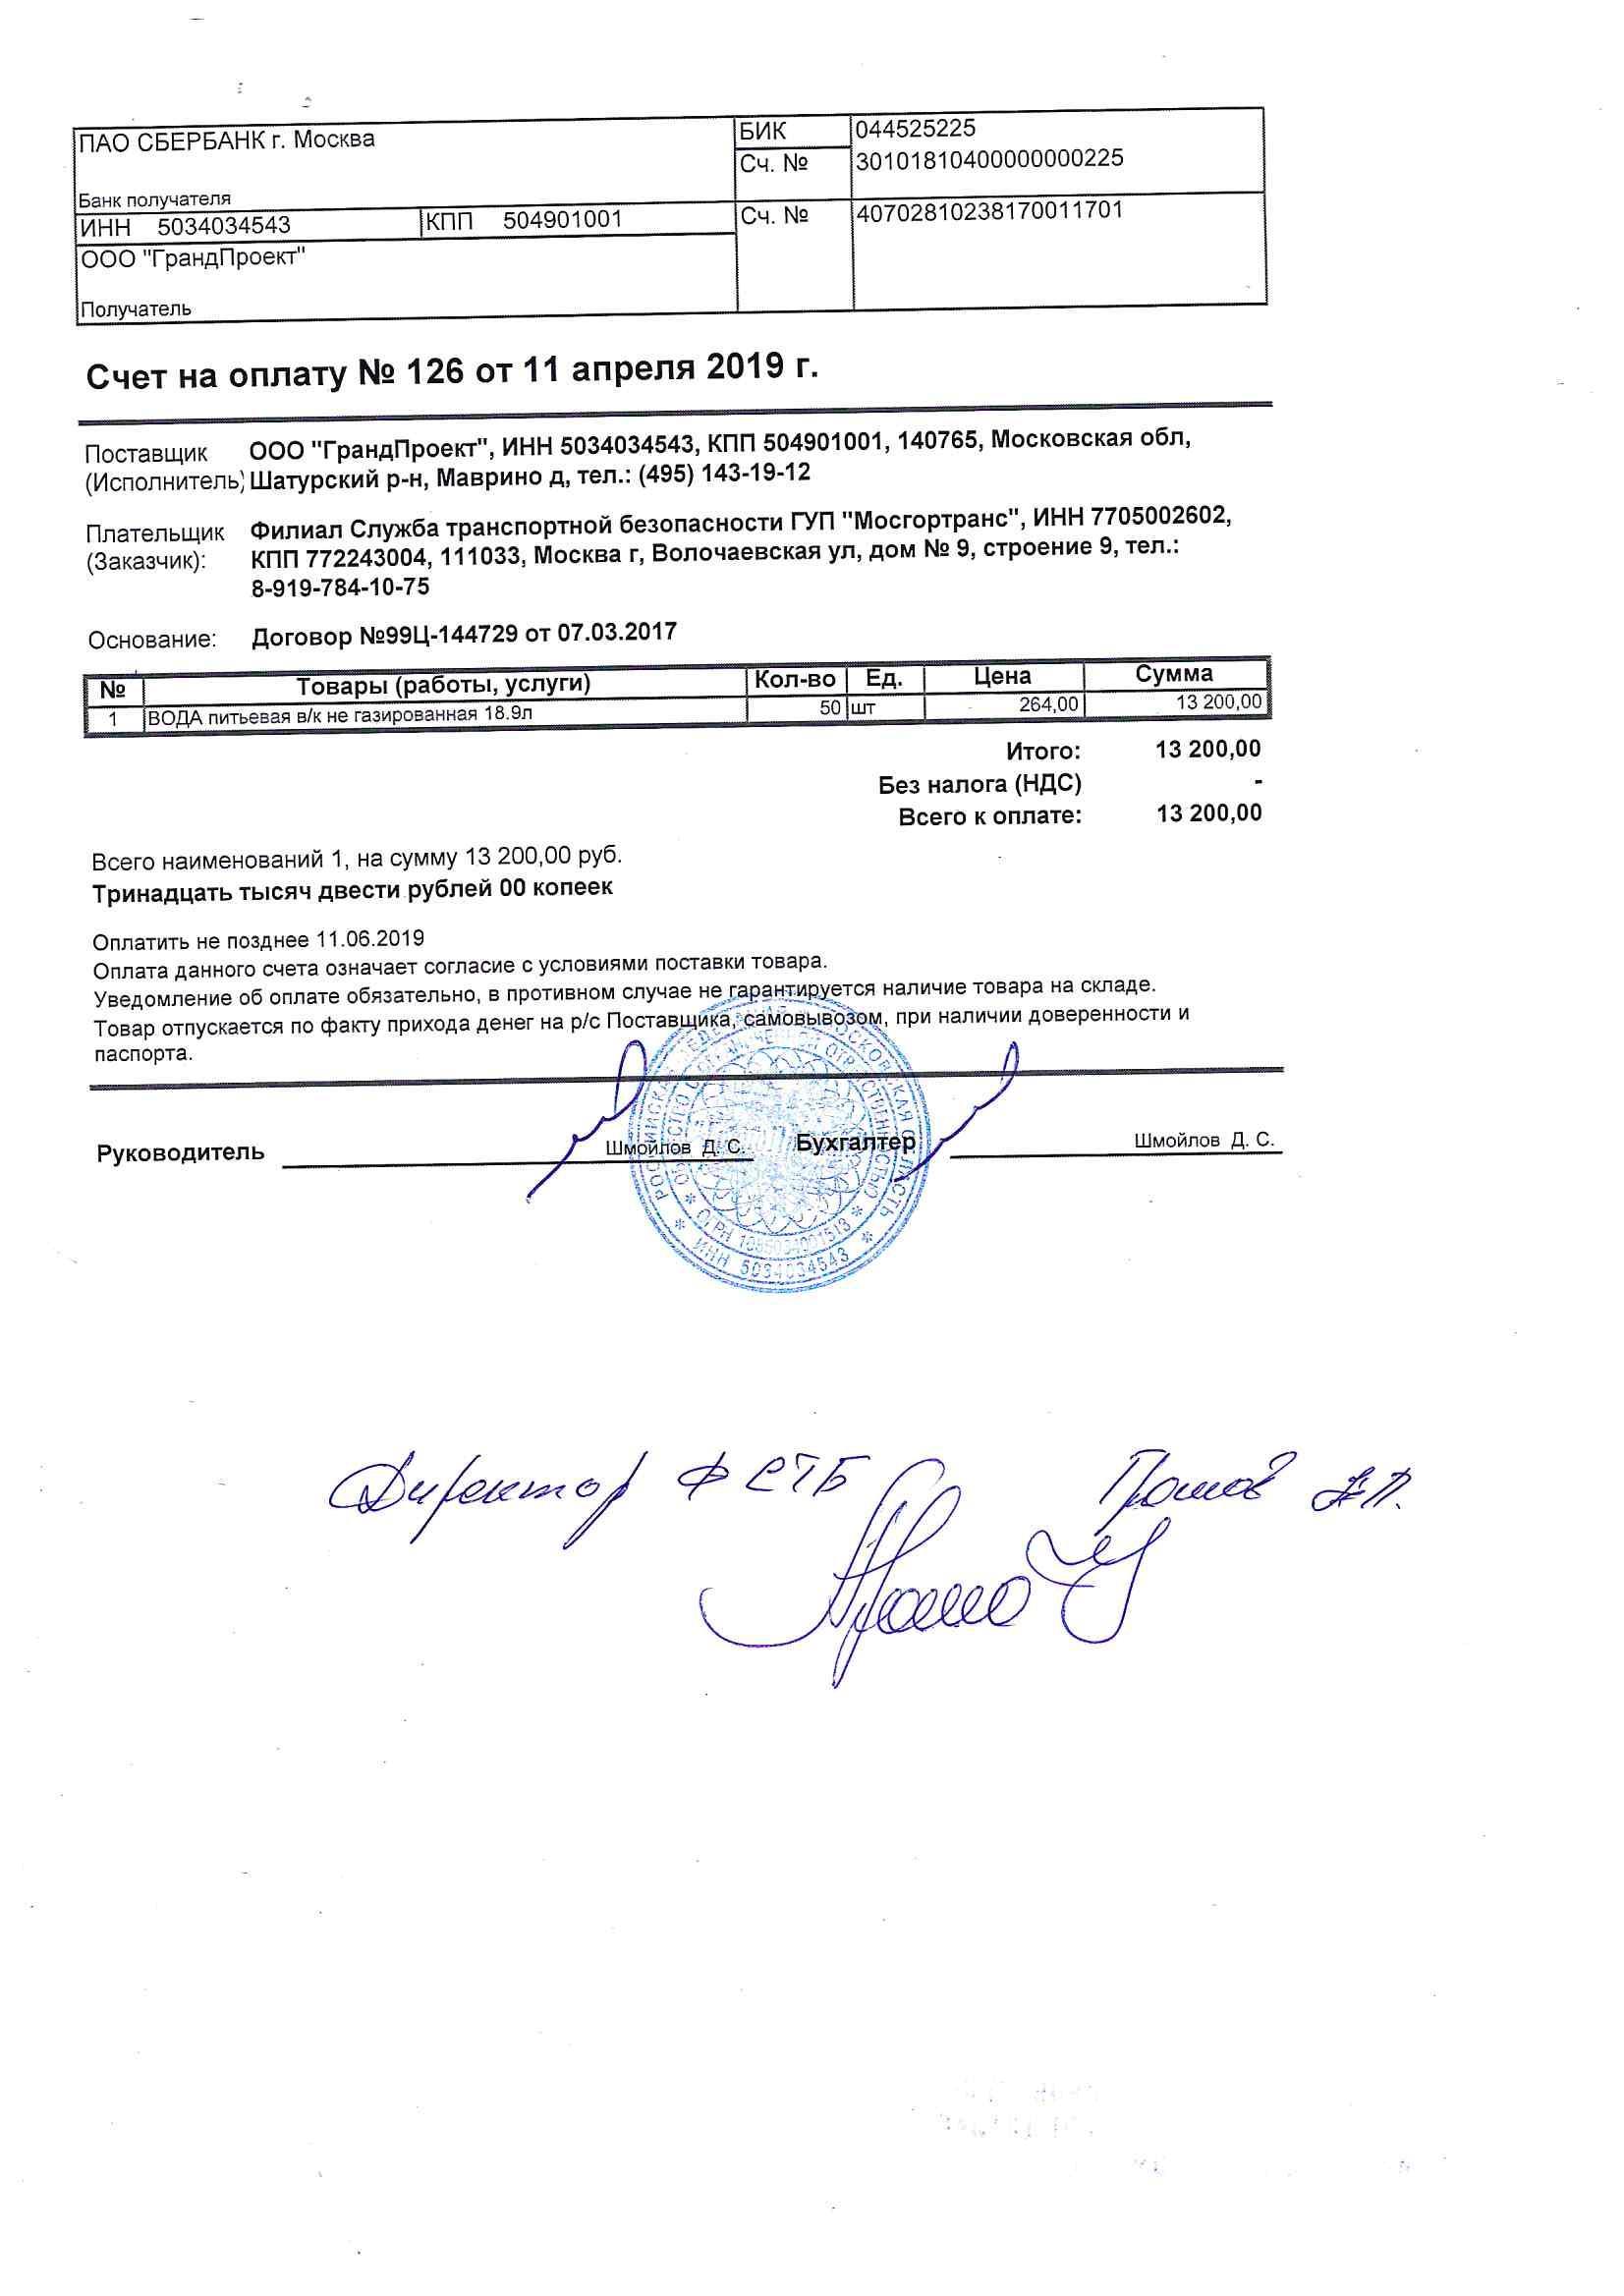 ПАО СБЕРБАНК г. Москва БИК 044525225
Сч. № 30101810400000000225
Банк получателя
ИНН 5034034543 КПП 504901001 Сч. № 40702810238170011701
ООО "ГрандПроект"
Получатель
Счет на оплату № 126 от 11 апреля 2019 г.
Поставщик ООО "ГрандПроект", ИНН 5034034543, КПП 504901001, 140765, Московская обл,
(Исполнитель) Шатурский р-н, Маврино д, тел.: (495) 143-19-12
Плательщик Филиал Служба транспортной безопасности ГУП "Мосгортранс", ИНН 7705002602,
(Заказчик): КПП 772243004, 111033, Москва г, Волочаевская ул, дом № 9, строение 9, тел.:
8-919-784-10-75
Основание: Договор №99Ц-144729 от 07.03.2017
№ Товары (работы, услуги) Кол-во Ед. Цена Сумма
1 ВОДА питьевая в/к не газированная 18.9л 50 шт 264,00 13 200,00
Итого: 13 200,00
Без налога (НДС) -
Всего к оплате: 13 200,00
Всего наименований 1, на сумму 13 200,00 руб.
Тринадцать тысяч двести рублей 00 копеек
Оплатить не позднее 11.06.2019
Оплата данного счета означает согласие с условиями поставки товара.
Уведомление об оплате обязательно, в противном случае не гарантируется наличие товара на складе.
Товар отпускается по факту прихода денег на р/с Поставщика, самовывозом, при наличии доверенности и
паспорта.
Руководитель Шмойлов Д. С. Бухгалтер Шмойлов Д. С.
РОССИЙСКАЯ ФЕДЕРАЦИЯ МОСКОВСКАЯ ОБЛАСТЬ
* ИНН 5034034543 *
Директор ФСТБ